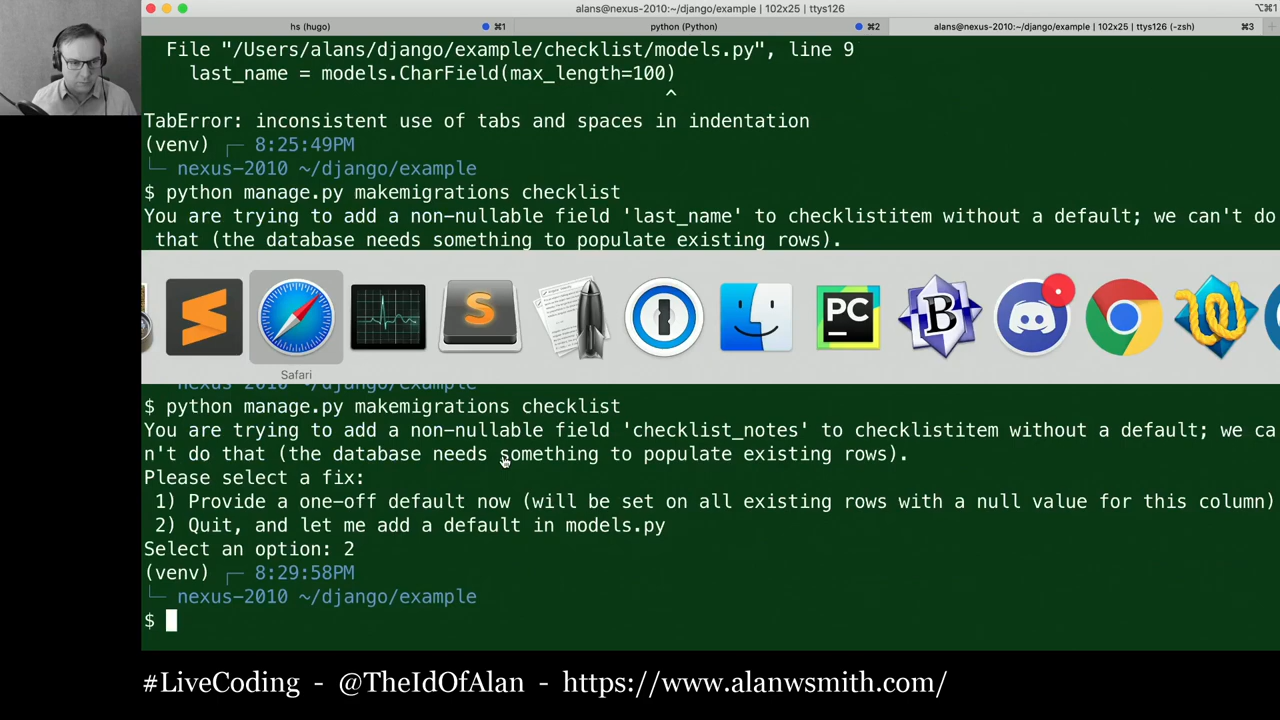 alans@nexus-2010:~/django/example | 102x25 | ttys126
⌥⌘1
hs (hugo)
⌘1
python (Python)
⌘2
alans@nexus-2010:~/django/example | 102x25 | ttys126 (-zsh)
⌘3
File "/Users/alans/django/example/checklist/models.py", line 9
last_name = models.CharField(max_length=100)
^
TabError: inconsistent use of tabs and spaces in indentation
(venv) ┌─ 8:25:49PM
└─ nexus-2010 ~/django/example
$ python manage.py makemigrations checklist
You are trying to add a non-nullable field 'last_name' to checklistitem without a default; we can't do
that (the database needs something to populate existing rows).
S
PC
B
Safari
nexus-2010 ~/django/example
$ python manage.py makemigrations checklist
You are trying to add a non-nullable field 'checklist_notes' to checklistitem without a default; we ca
n't do that (the database needs something to populate existing rows).
Please select a fix:
1) Provide a one-off default now (will be set on all existing rows with a null value for this column)
2) Quit, and let me add a default in models.py
Select an option: 2
(venv) ┌─ 8:29:58PM
└─ nexus-2010 ~/django/example
$
#LiveCoding - @TheIdOfAlan - https://www.alanwsmith.com/